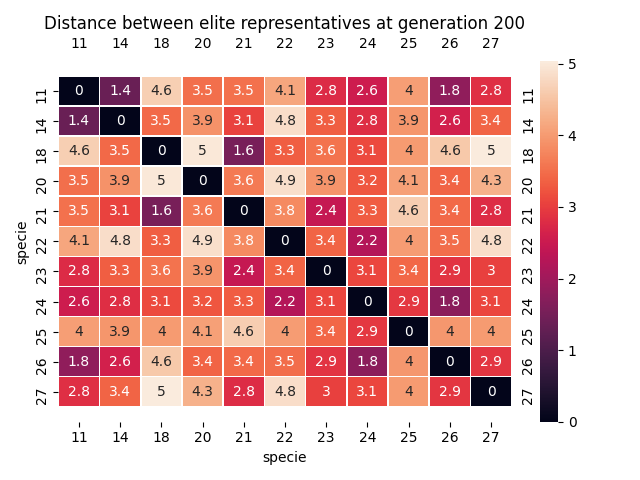 Distance between elite representatives at generation 200
11 14 18 20 21 22 23 24 25 26 27
11 0 1.4 4.6 3.5 3.5 4.1 2.8 2.6 4 1.8 2.8 11
14 1.4 0 3.5 3.9 3.1 4.8 3.3 2.8 3.9 2.6 3.4 14
18 4.6 3.5 0 5 1.6 3.3 3.6 3.1 4 4.6 5 18
20 3.5 3.9 5 0 3.6 4.9 3.9 3.2 4.1 3.4 4.3 20
21 3.5 3.1 1.6 3.6 0 3.8 2.4 3.3 4.6 3.4 2.8 21
22 4.1 4.8 3.3 4.9 3.8 0 3.4 2.2 4 3.5 4.8 22
23 2.8 3.3 3.6 3.9 2.4 3.4 0 3.1 3.4 2.9 3 23
24 2.6 2.8 3.1 3.2 3.3 2.2 3.1 0 2.9 1.8 3.1 24
25 4 3.9 4 4.1 4.6 4 3.4 2.9 0 4 4 25
26 1.8 2.6 4.6 3.4 3.4 3.5 2.9 1.8 4 0 2.9 26
27 2.8 3.4 5 4.3 2.8 4.8 3 3.1 4 2.9 0 27
11 14 18 20 21 22 23 24 25 26 27
specie
specie
5
4
3
2
1
0